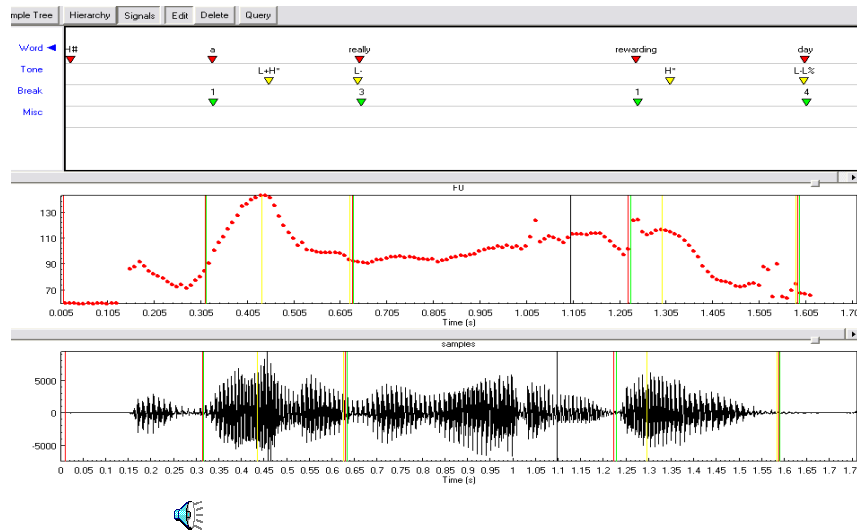 mple Tree Hierarchy Signals Edit Delete Query
Word H# a really rewarding day
Tone L+H" L- H" L-L%
Break 1 3 1 4
Misc
130
110
90
70
0.005 0.105 0.205 0.305 0.405 0.505 0.605 0.705 0.805 0.905 1.005 1.105 1.205 1.305 1.405 1.505 1.605 1.70
Time (s)
samples
5000
0
-5000
0 0.05 0.1 0.15 0.2 0.25 0.3 0.35 0.4 0.45 0.5 0.55 0.6 0.65 0.7 0.75 0.8 0.85 0.9 0.95 1 1.05 1.1 1.15 1.2 1.25 1.3 1.35 1.4 1.45 1.5 1.55 1.6 1.65 1.7 1.7
Time (s)